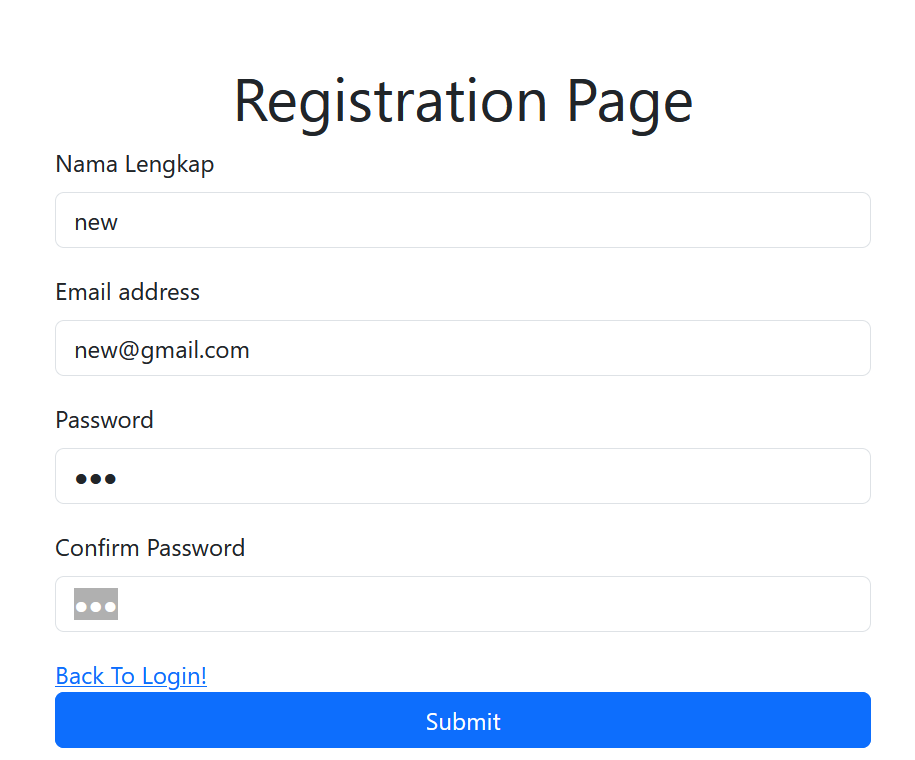 Registration Page
Nama Lengkap
new
Email address
new@gmail.com
Password
•••
Confirm Password
•••
Back To Login!
Submit